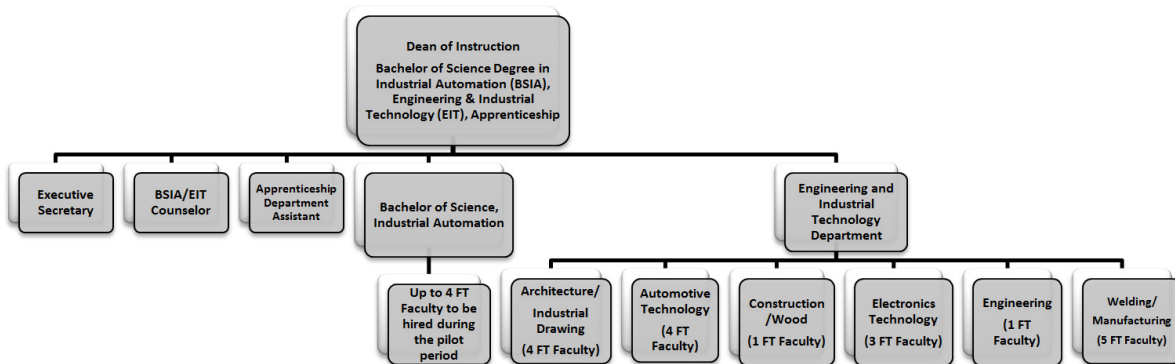 Dean of Instruction
Bachelor of Science Degree in
Industrial Automation (BSIA),
Engineering & Industrial
Technology (EIT), Apprenticeship
Executive
Secretary
BSIA/EIT
Counselor
Apprenticeship
Department
Assistant
Bachelor of Science,
Industrial Automation
Engineering and
Industrial
Technology
Department
Up to 4 FT
Faculty to be
hired during
the pilot
period
Architecture/
Industrial
Drawing
(4 FT Faculty)
Automotive
Technology
(4 FT
Faculty)
Construction
/Wood
(1 FT Faculty)
Electronics
Technology
(3 FT Faculty)
Engineering
(1 FT
Faculty)
Welding/
Manufacturing
(5 FT Faculty)